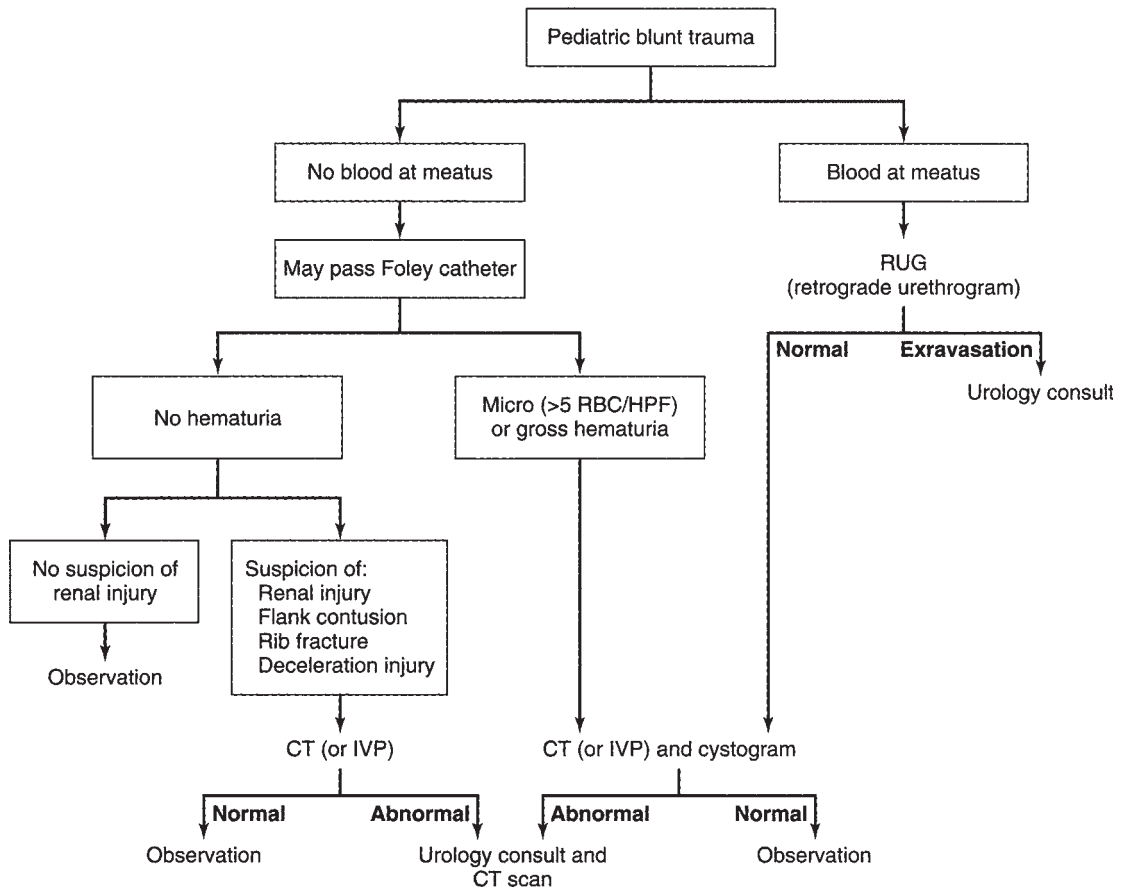 Pediatric blunt trauma
No blood at meatus
Blood at meatus
May pass Foley catheter
RUG
(retrograde urethrogram)
Normal
Exravasation
Urology consult
No hematuria
Micro (>5 RBC/HPF)
or gross hematuria
No suspicion of
renal injury
Suspicion of:
Renal injury
Flank contusion
Rib fracture
Deceleration injury
Observation
CT (or IVP)
CT (or IVP) and cystogram
Normal
Abnormal
Abnormal
Normal
Observation
Urology consult and
CT scan
Observation